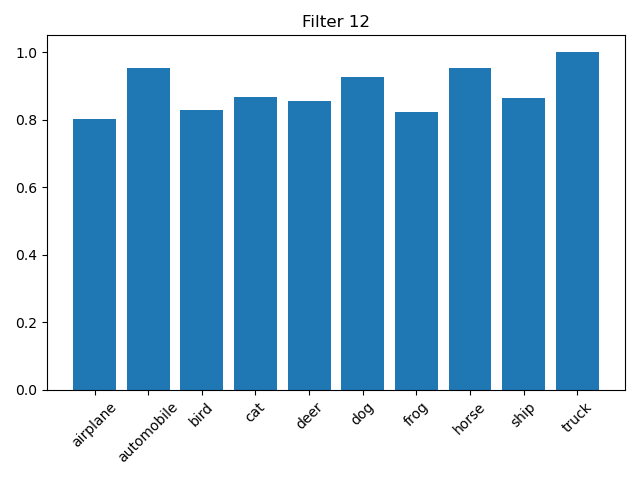 Filter 12
1.0
0.8
0.6
0.4
0.2
0.0
airplane
automobile
bird
cat
deer
dog
frog
horse
ship
truck